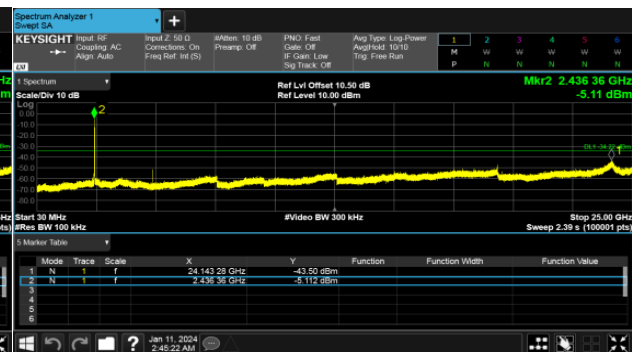 Spectrum Analyzer 1
Swept SA
KEYSIGHT Input: RF Input Z: 50 Ω #Atten: 10 dB PNO: Fast Avg Type: Log-Power 1 2 3 4 5 6
Coupling: AC Corrections: On Preamp: Off Gate: Off Avg|Hold: 10/10 M W W W W W
Align: Auto Freq Ref: Int (S) IF Gain: Low Trig: Free Run
Sig Track: Off P N N N N N
LXI
1 Spectrum Ref Lvl Offset 10.50 dB Mkr2 2.436 36 GHz
Scale/Div 10 dB Ref Level 10.00 dBm -5.11 dBm
Log
0.00
-10.0
-20.0
-30.0
-40.0
-50.0
-60.0
-70.0
-80.0
2
1
Start 30 MHz #Video BW 300 kHz Stop 25.00 GHz
#Res BW 100 kHz Sweep 2.39 s (100001 pts)
5 Marker Table
Mode Trace Scale X Y Function Function Width Function Value
1 N 1 f 24.143 28 GHz -43.50 dBm
2 N 1 f 2.436 36 GHz -5.112 dBm
3
4
5
6
? Jan 11, 2024
2:45:22 AM